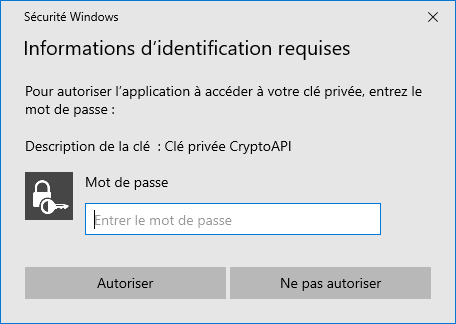 Sécurité Windows
Informations d’identification requises
Pour autoriser l’application à accéder à votre clé privée, entrez le
mot de passe :
Description de la clé  : Clé privée CryptoAPI
Mot de passe
Entrer le mot de passe
Autoriser
Ne pas autoriser